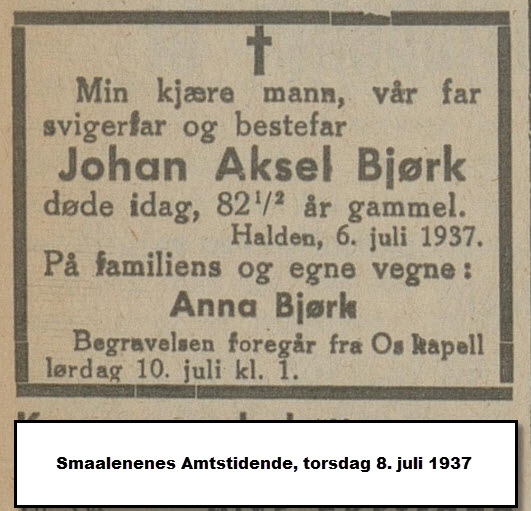 Min kjære mann, vår far
svigerfar og bestefar
Johan Aksel Bjørk
døde idag, 82 1/2 år gammel.
Halden, 6. juli 1937.
På familiens og egne vegne:
Anna Bjørk
Begravelsen foregår fra Os kapell
lørdag 10. juli kl. 1.
Smaalenenes Amtstidende, torsdag 8. juli 1937